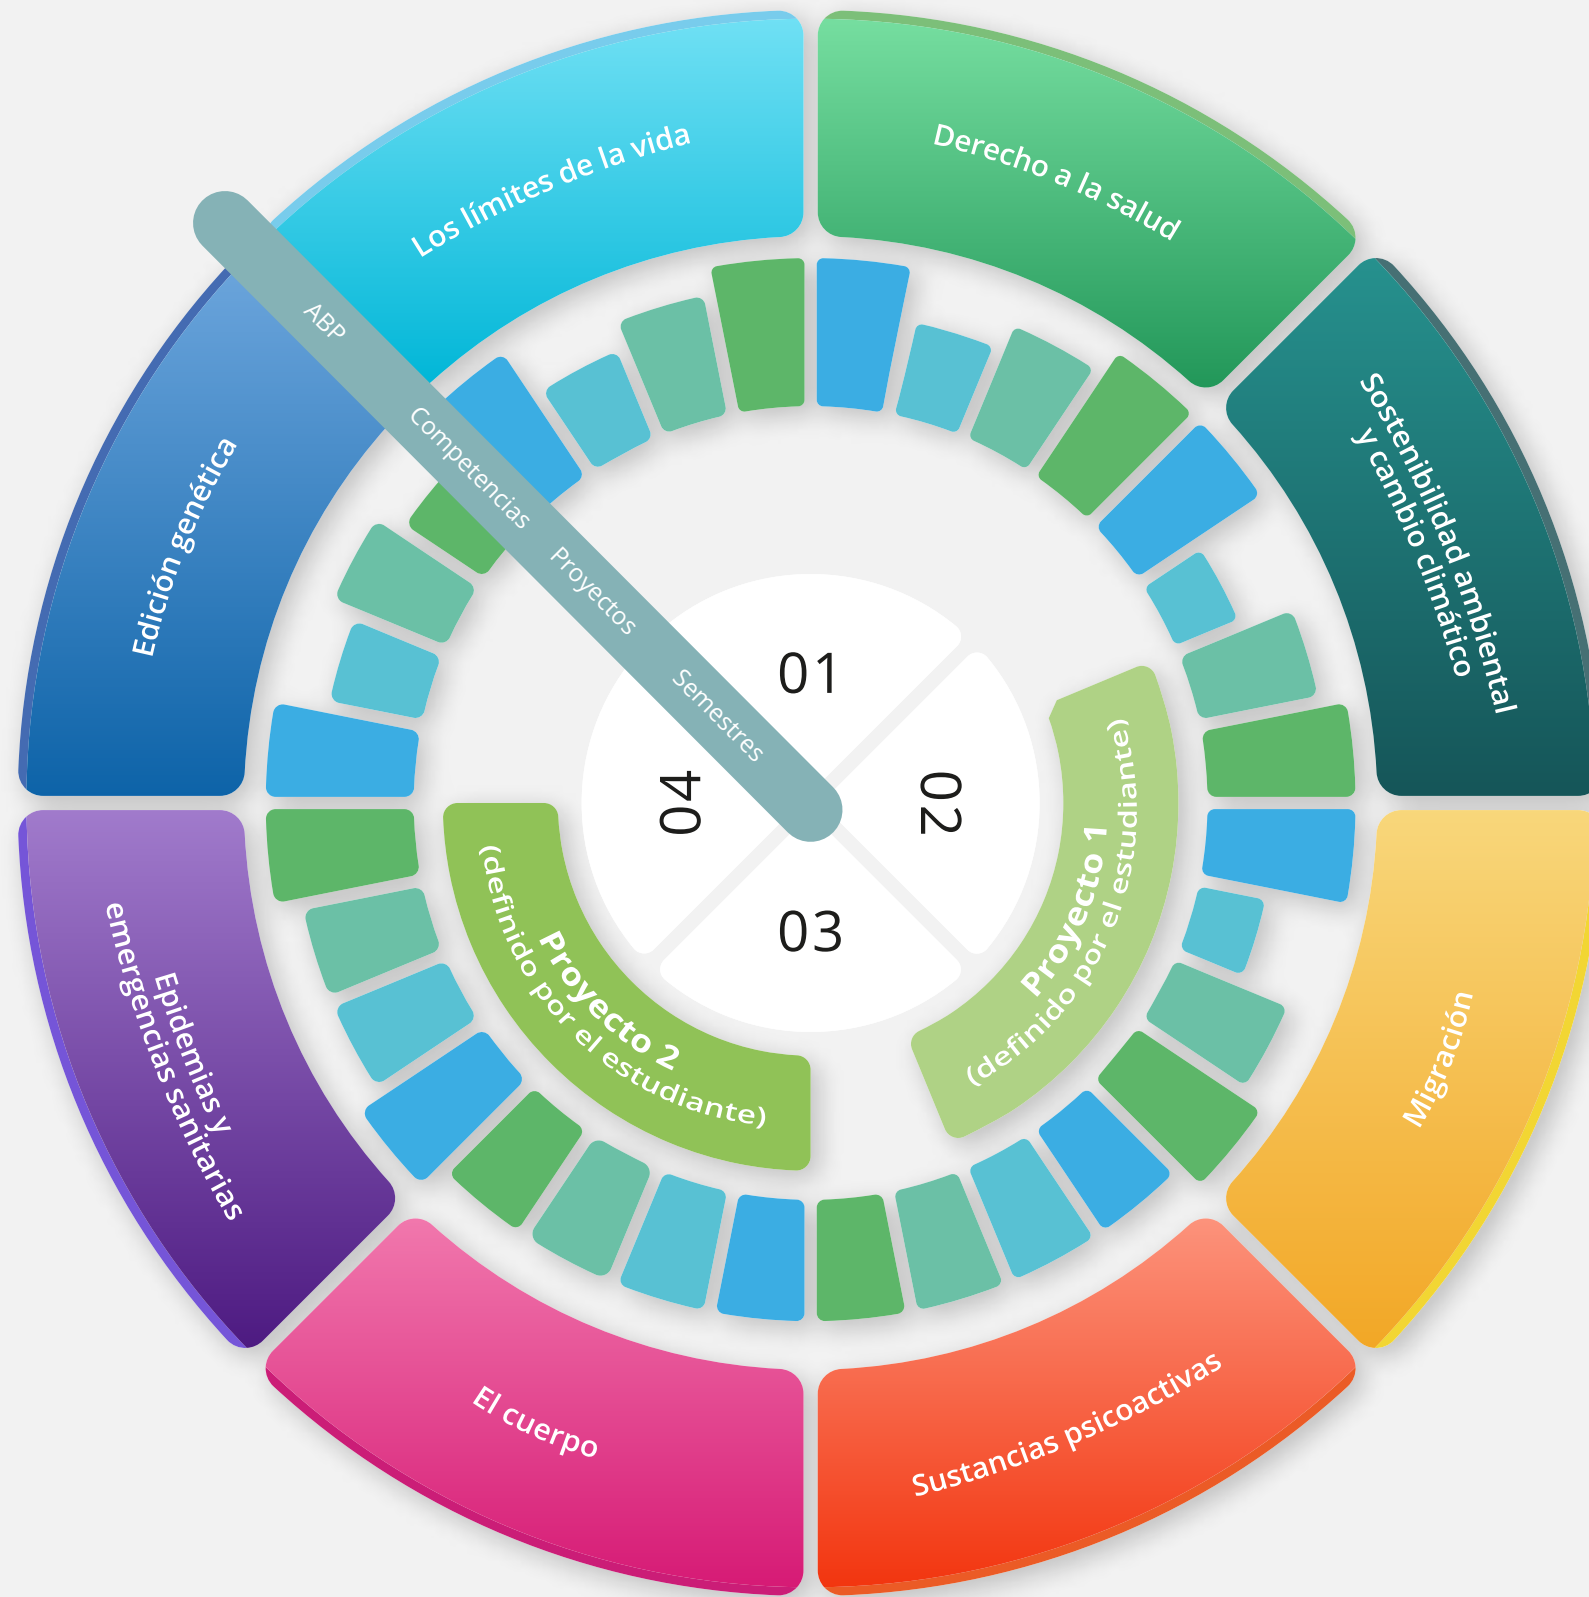 Los límites de la vida
Derecho a la salud
Sostenibilidad ambiental
y cambio climático
Migración
Sustancias psicoactivas
El cuerpo
Epidemias y
emergencias sanitarias
Edición genética
ABP
Competencias
Proyectos
Semestres
01
02
03
04
Proyecto 1
(definido por el estudiante)
Proyecto 2
(definido por el estudiante)